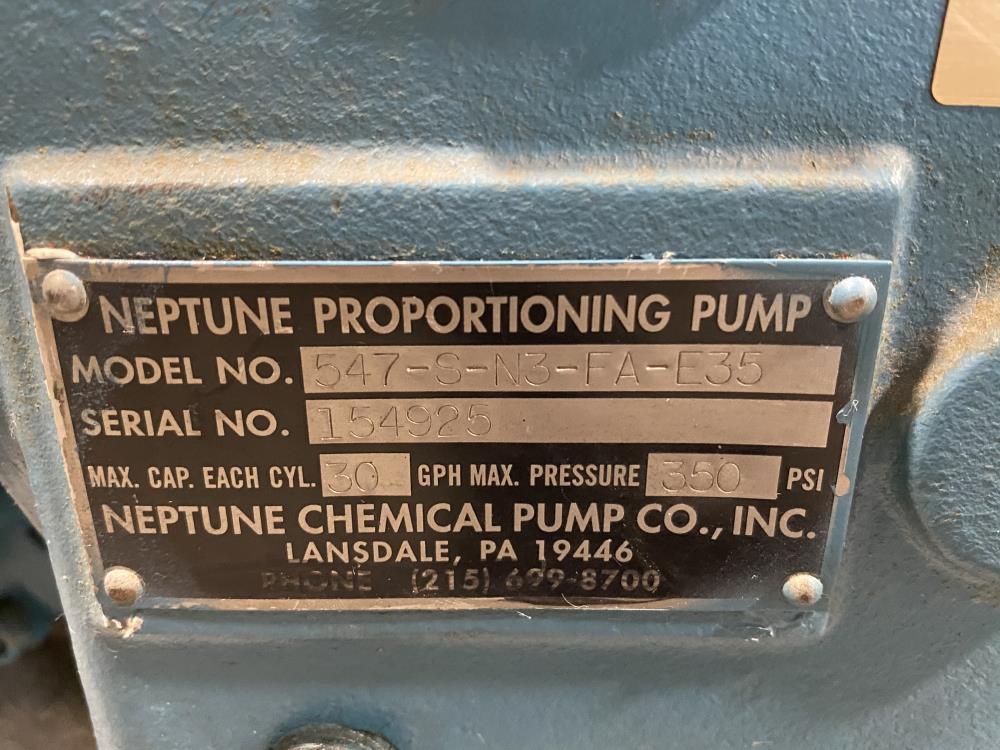 NEPTUNE PROPORTIONING PUMP
MODEL NO. 547-S-N3-FA-E35
SERIAL NO. 154925
MAX. CAP. EACH CYL. 30 GPH MAX. PRESSURE 350 PSI
NEPTUNE CHEMICAL PUMP CO., INC.
LANSDALE, PA 19446
PHONE (215) 699-8700